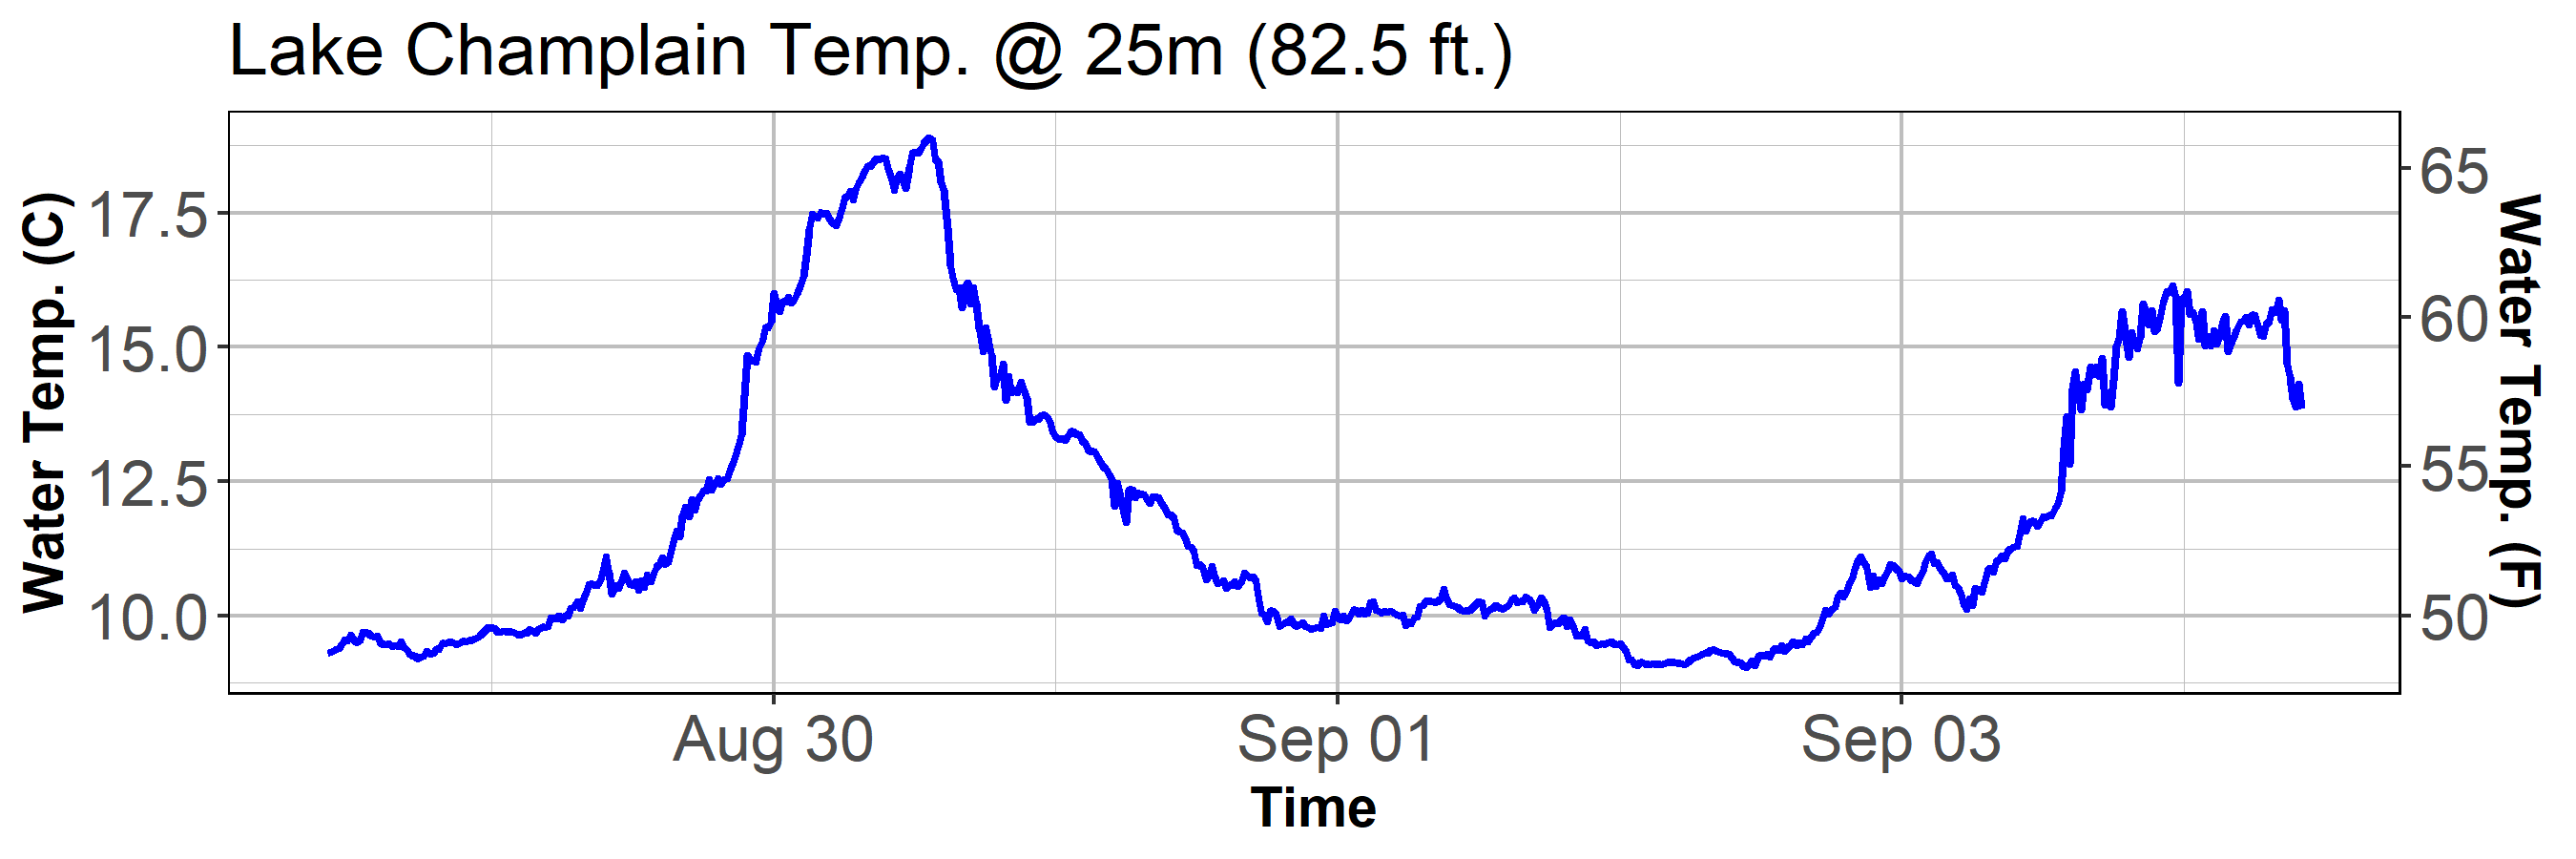 Lake Champlain Temp. @ 25m (82.5 ft.)
Water Temp. (C)
17.5
15.0
12.5
10.0
65
60
55
50
Water Temp. (F)
Aug 30
Sep 01
Sep 03
Time